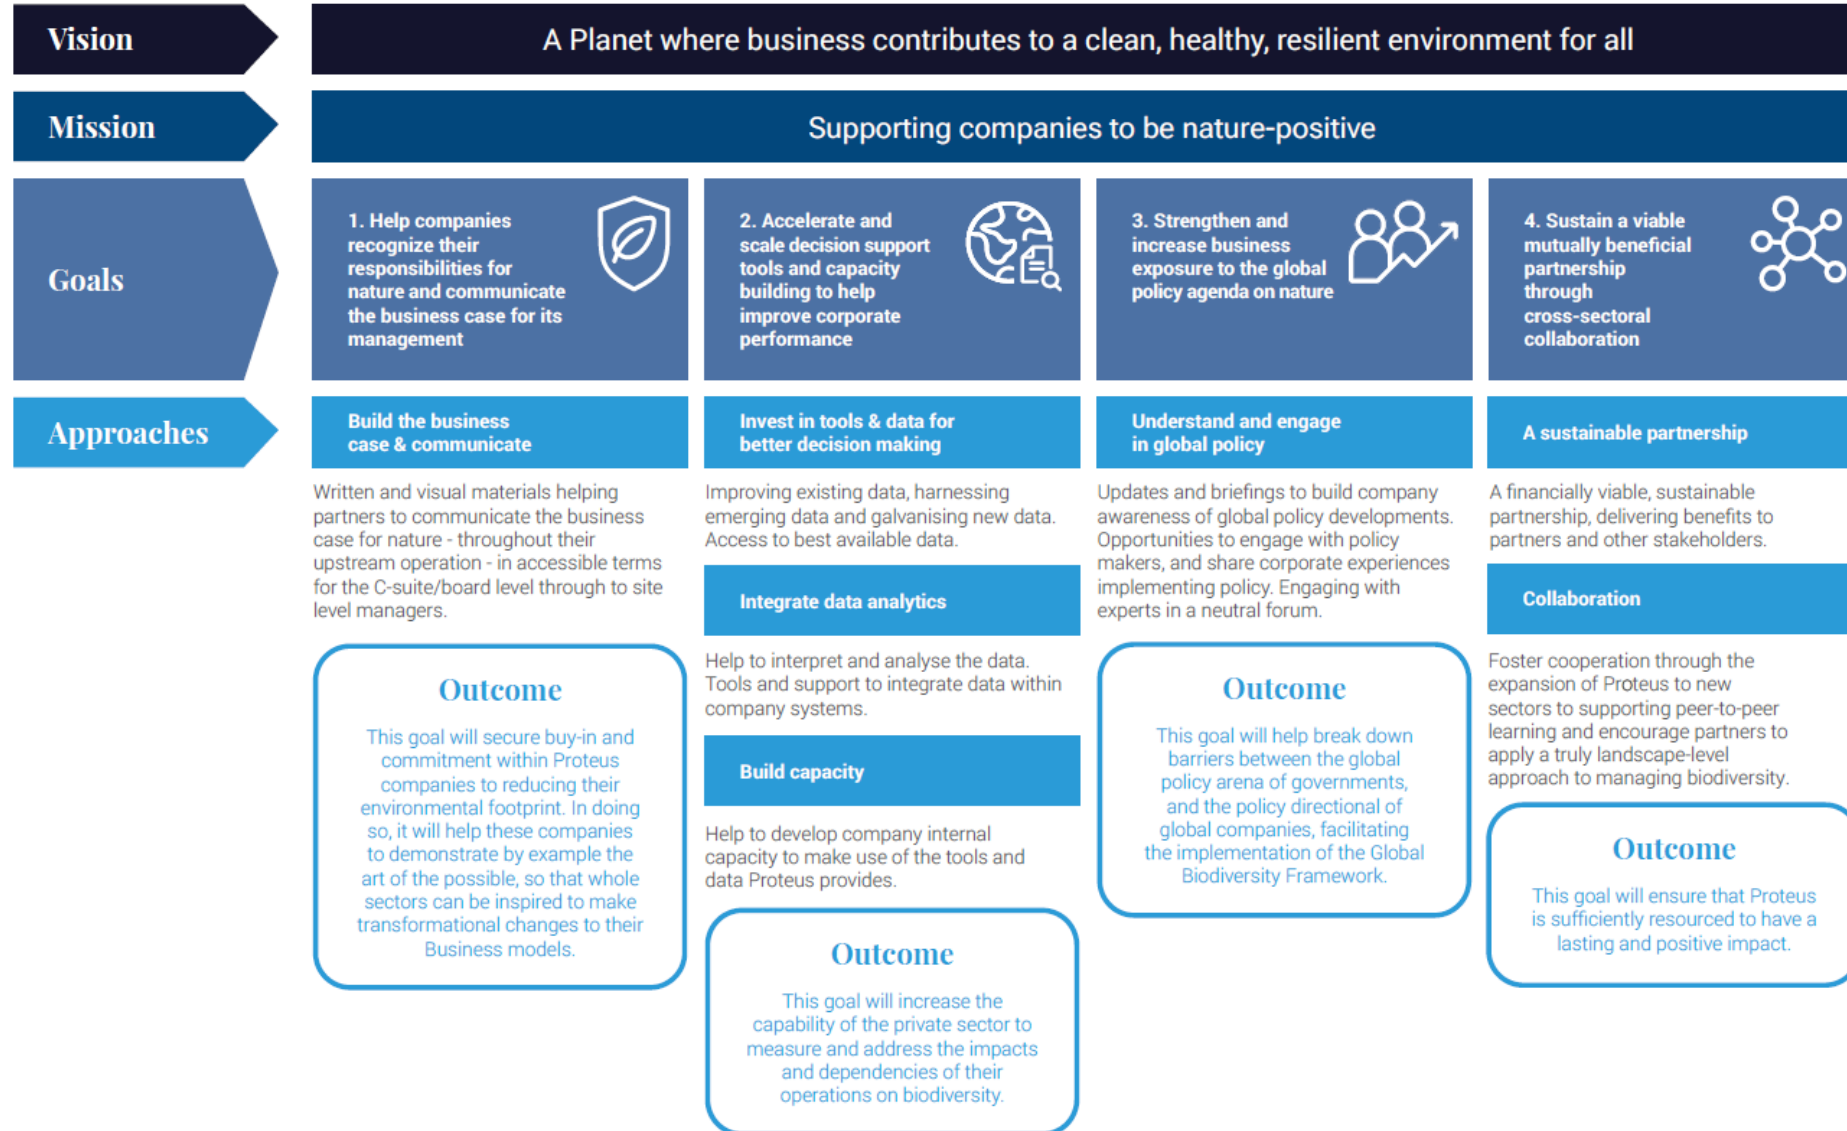 Vision
A Planet where business contributes to a clean, healthy, resilient environment for all
Mission
Supporting companies to be nature-positive
Goals
1. Help companies
recognize their
responsibilities for
nature and communicate
the business case for its
management
2. Accelerate and
scale decision support
tools and capacity
building to help
improve corporate
performance
3. Strengthen and
increase business
exposure to the global
policy agenda on nature
4. Sustain a viable
mutually beneficial
partnership
through
cross-sectoral
collaboration
Approaches
Build the business
case & communicate
Written and visual materials helping
partners to communicate the business
case for nature - throughout their
upstream operation - in accessible terms
for the C-suite/board level through to site
level managers.
Outcome
This goal will secure buy-in and
commitment within Proteus
companies to reducing their
environmental footprint. In doing
so, it will help these companies
to demonstrate by example the
art of the possible, so that whole
sectors can be inspired to make
transformational changes to their
Business models.
Invest in tools & data for
better decision making
Improving existing data, harnessing
emerging data and galvanising new data.
Access to best available data.
Integrate data analytics
Help to interpret and analyse the data.
Tools and support to integrate data within
company systems.
Build capacity
Help to develop company internal
capacity to make use of the tools and
data Proteus provides.
Outcome
This goal will increase the
capability of the private sector to
measure and address the impacts
and dependencies of their
operations on biodiversity.
Understand and engage
in global policy
Updates and briefings to build company
awareness of global policy developments.
Opportunities to engage with policy
makers, and share corporate experiences
implementing policy. Engaging with
experts in a neutral forum.
Outcome
This goal will help break down
barriers between the global
policy arena of governments,
and the policy directional of
global companies, facilitating
the implementation of the Global
Biodiversity Framework.
A sustainable partnership
A financially viable, sustainable
partnership, delivering benefits to
partners and other stakeholders.
Collaboration
Foster cooperation through the
expansion of Proteus to new
sectors to supporting peer-to-peer
learning and encourage partners to
apply a truly landscape-level
approach to managing biodiversity.
Outcome
This goal will ensure that Proteus
is sufficiently resourced to have a
lasting and positive impact.